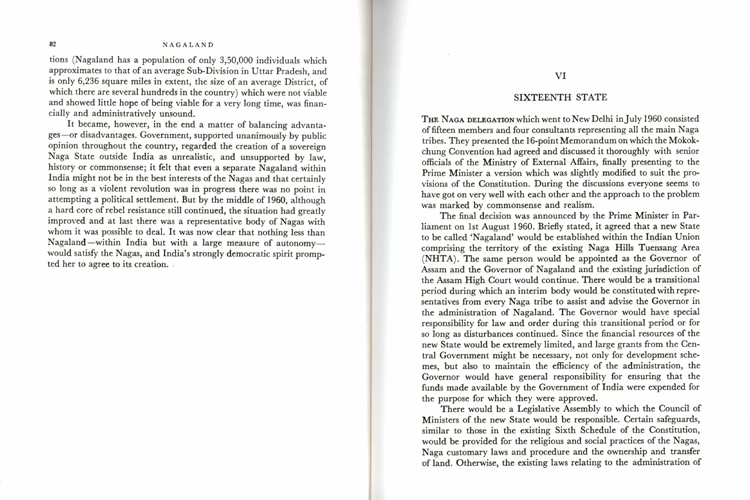 82
NAGALAND
tions (Nagaland has a population of only 3,50,000 individuals which
approximates to that of an average Sub-Division in Uttar Pradesh, and
is only 6,236 square miles in extent, the size of an average District, of
which there are several hundreds in the country) which were not viable
and showed little hope of being viable for a very long time, was finan-
cially and administratively unsound.
It became, however, in the end a matter of balancing advanta-
ges—or disadvantages. Government, supported unanimously by public
opinion throughout the country, regarded the creation of a sovereign
Naga State outside India as unrealistic, and unsupported by law,
history or commonsense; it felt that even a separate Nagaland within
India might not be in the best interests of the Nagas and that certainly
so long as a violent revolution was in progress there was no point in
attempting a political settlement. But by the middle of 1960, although
a hard core of rebel resistance still continued, the situation had greatly
improved and at last there was a representative body of Nagas with
whom it was possible to deal. It was now clear that nothing less than
Nagaland—within India but with a large measure of autonomy—
would satisfy the Nagas, and India's strongly democratic spirit promp-
ted her to agree to its creation.
VI
SIXTEENTH STATE
THE NAGA DELEGATION which went to New Delhi in July 1960 consisted
of fifteen members and four consultants representing all the main Naga
tribes. They presented the 16-point Memorandum on which the Mokok-
chung Convention had agreed and discussed it thoroughly with senior
officials of the Ministry of External Affairs, finally presenting to the
Prime Minister a version which was slightly modified to suit the pro-
visions of the Constitution. During the discussions everyone seems to
have got on very well with each other and the approach to the problem
was marked by commonsense and realism.
The final decision was announced by the Prime Minister in Par-
liament on 1st August 1960. Briefly stated, it agreed that a new State
to be called 'Nagaland' would be established within the Indian Union
comprising the territory of the existing Naga Hills Tuensang Area
(NHTA). The same person would be appointed as the Governor of
Assam and the Governor of Nagaland and the existing jurisdiction of
the Assam High Court would continue. There would be a transitional
period during which an interim body would be constituted with repre-
sentatives from every Naga tribe to assist and advise the Governor in
the administration of Nagaland. The Governor would have special
responsibility for law and order during this transitional period or for
so long as disturbances continued. Since the financial resources of the
new State would be extremely limited, and large grants from the Cen-
tral Government might be necessary, not only for development sche-
mes, but also to maintain the efficiency of the administration, the
Governor would have general responsibility for ensuring that the
funds made available by the Government of India were expended for
the purpose for which they were approved.
There would be a Legislative Assembly to which the Council of
Ministers of the new State would be responsible. Certain safeguards,
similar to those in the existing Sixth Schedule of the Constitution,
would be provided for the religious and social practices of the Nagas,
Naga customary laws and procedure and the ownership and transfer
of land. Otherwise, the existing laws relating to the administration of